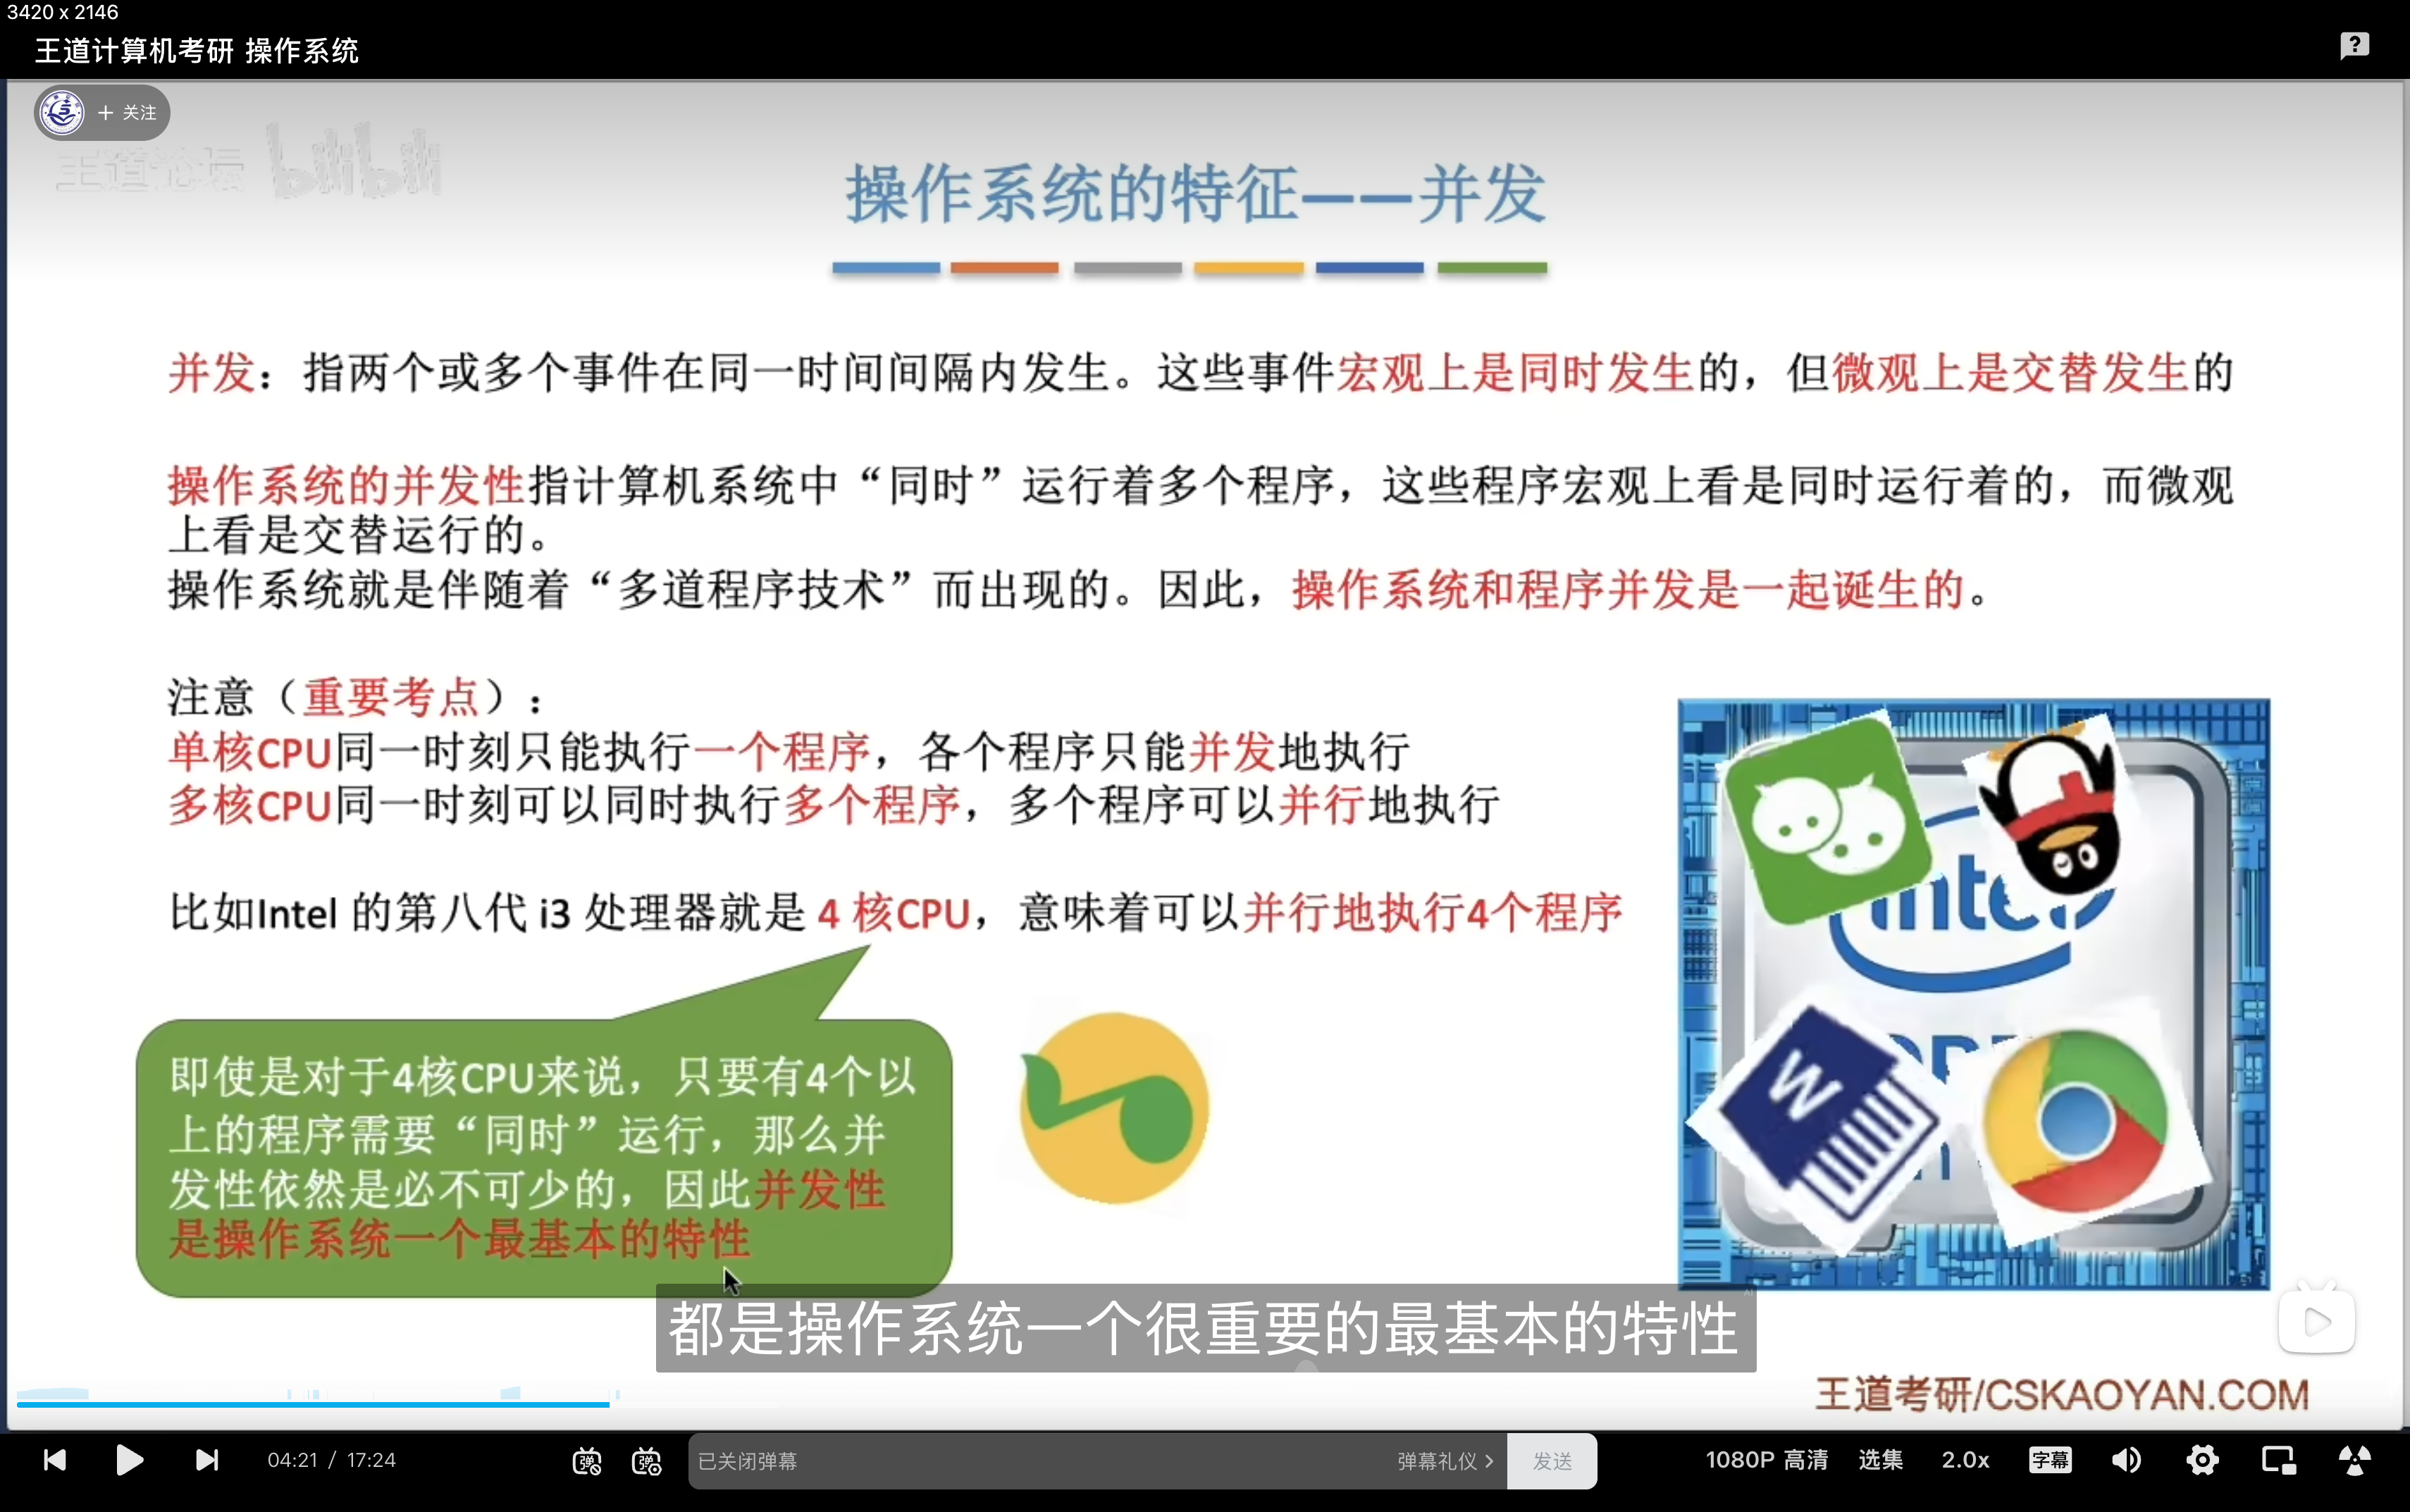 3420 x 2146
王道计算机考研 操作系统
+ 关注
王道论坛 bilibili
操作系统的特征——并发
并发：指两个或多个事件在同一时间间隔内发生。这些事件宏观上是同时发生的，但微观上是交替发生的
操作系统的并发性指计算机系统中“同时”运行着多个程序，这些程序宏观上看是同时运行着的，而微观
上看是交替运行的。
操作系统就是伴随着“多道程序技术”而出现的。因此，操作系统和程序并发是一起诞生的。
注意（重要考点）：
单核CPU同一时刻只能执行一个程序，各个程序只能并发地执行
多核CPU同一时刻可以同时执行多个程序，多个程序可以并行地执行
比如Intel 的第八代 i3 处理器就是 4 核CPU，意味着可以并行地执行4个程序
即使是对于4核CPU来说，只要有4个以
上的程序需要“同时”运行，那么并
发性依然是必不可少的，因此并发性
是操作系统一个最基本的特性
W
都是操作系统一个很重要的最基本的特性
王道考研/CSKAOYAN.COM
04:21 / 17:24
弹
弹
已关闭弹幕
弹幕礼仪 >
发送
1080P 高清
选集
2.0x
字幕